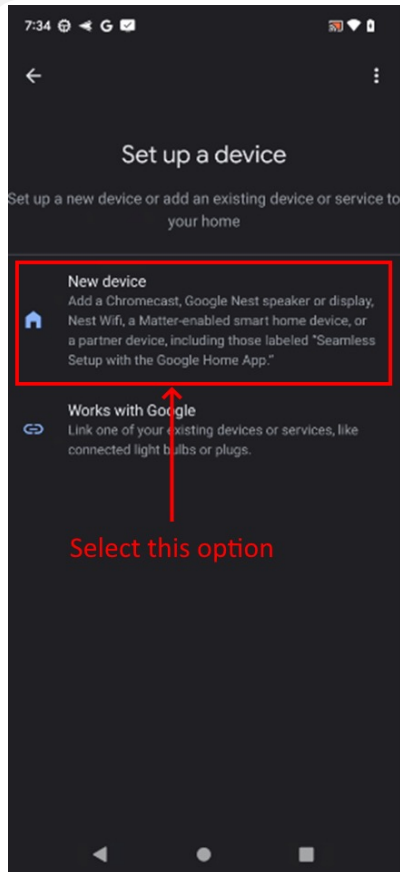 7:34
Set up a device
Set up a new device or add an existing device or service to
your home
New device
Add a Chromecast, Google Nest speaker or display,
Nest Wifi, a Matter-enabled smart home device, or
a partner device, including those labeled "Seamless
Setup with the Google Home App."
Works with Google
Link one of your existing devices or services, like
connected light bulbs or plugs.
Select this option